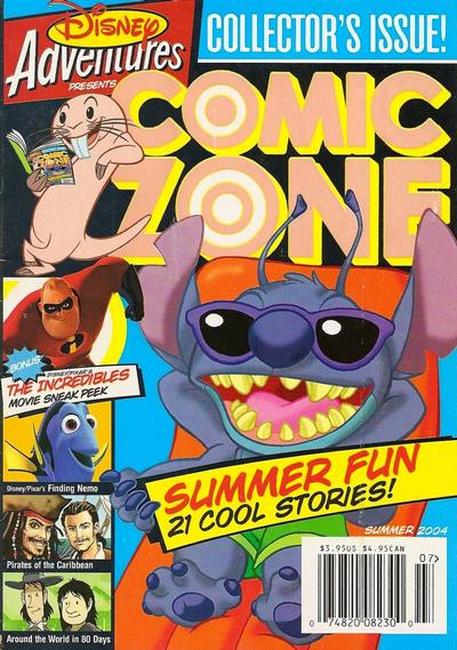 DISNEY
Adventures
PRESENTS
COLLECTOR'S ISSUE!
COMIC
ZONE
COMIC
ZONE
BONUS
DISNEY/PIXAR'S
THE INCREDIBLES
MOVIE SNEAK PEEK
Disney/Pixar's Finding Nemo
Pirates of the Caribbean
Around the World in 80 Days
SUMMER FUN
21 COOL STORIES!
SUMMER 2004
$3.95US $4.95CAN
07>
0 74820 08230 0